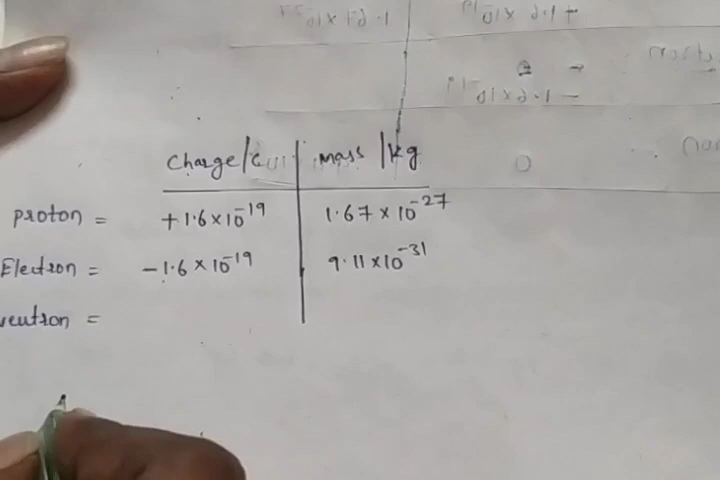 Charge/C mass/kg
proton = +1.6×10⁻¹⁹ 1.67×10⁻²⁷
Electron = -1.6×10⁻¹⁹ 9.11×10⁻³¹
neutron =